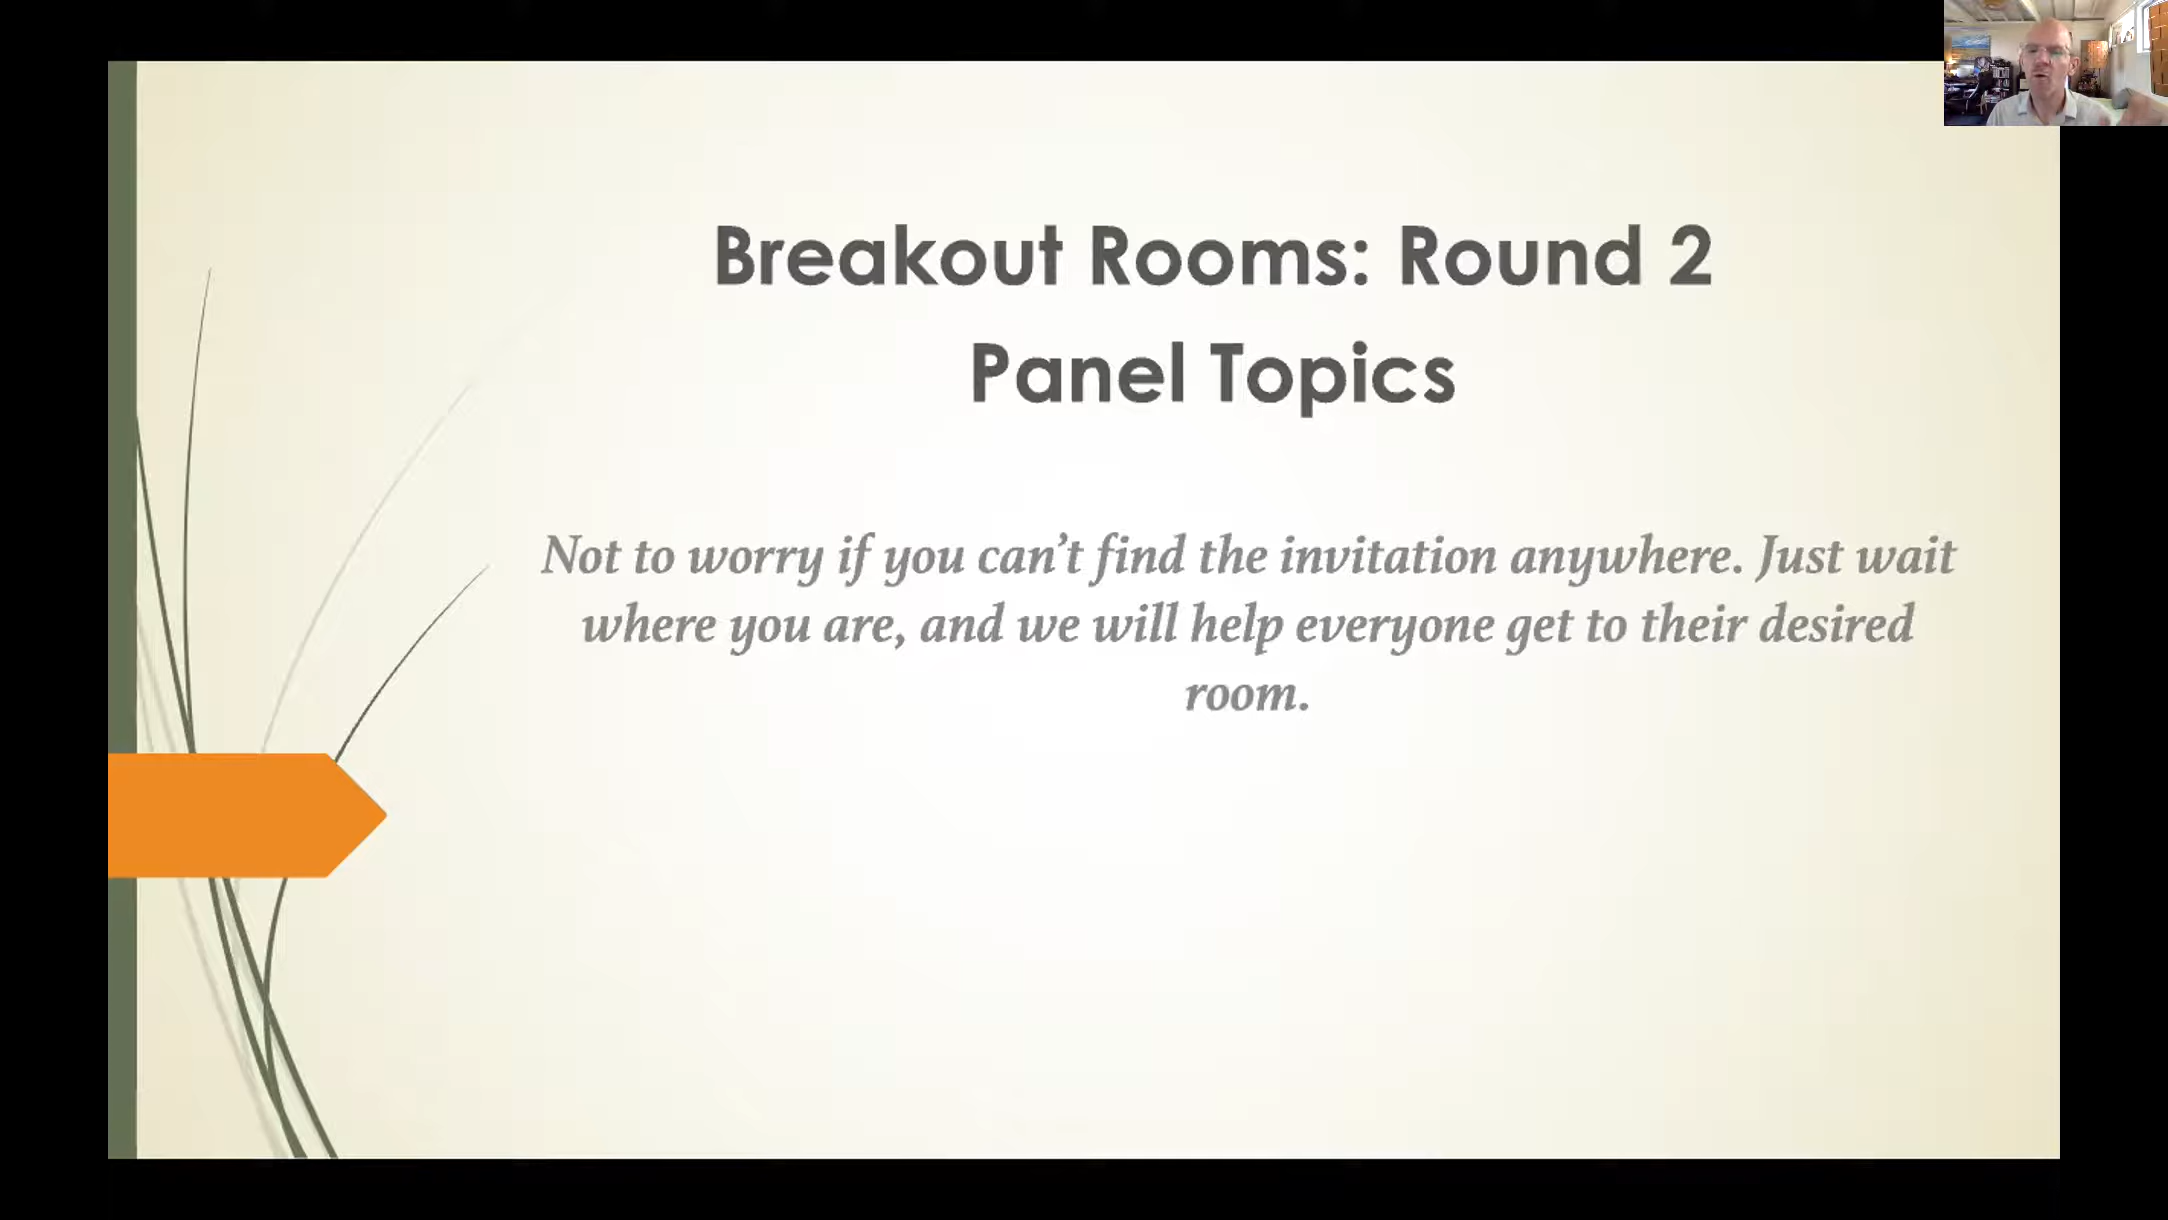 Breakout Rooms: Round 2
Panel Topics
Not to worry if you can’t find the invitation anywhere. Just wait
where you are, and we will help everyone get to their desired
room.